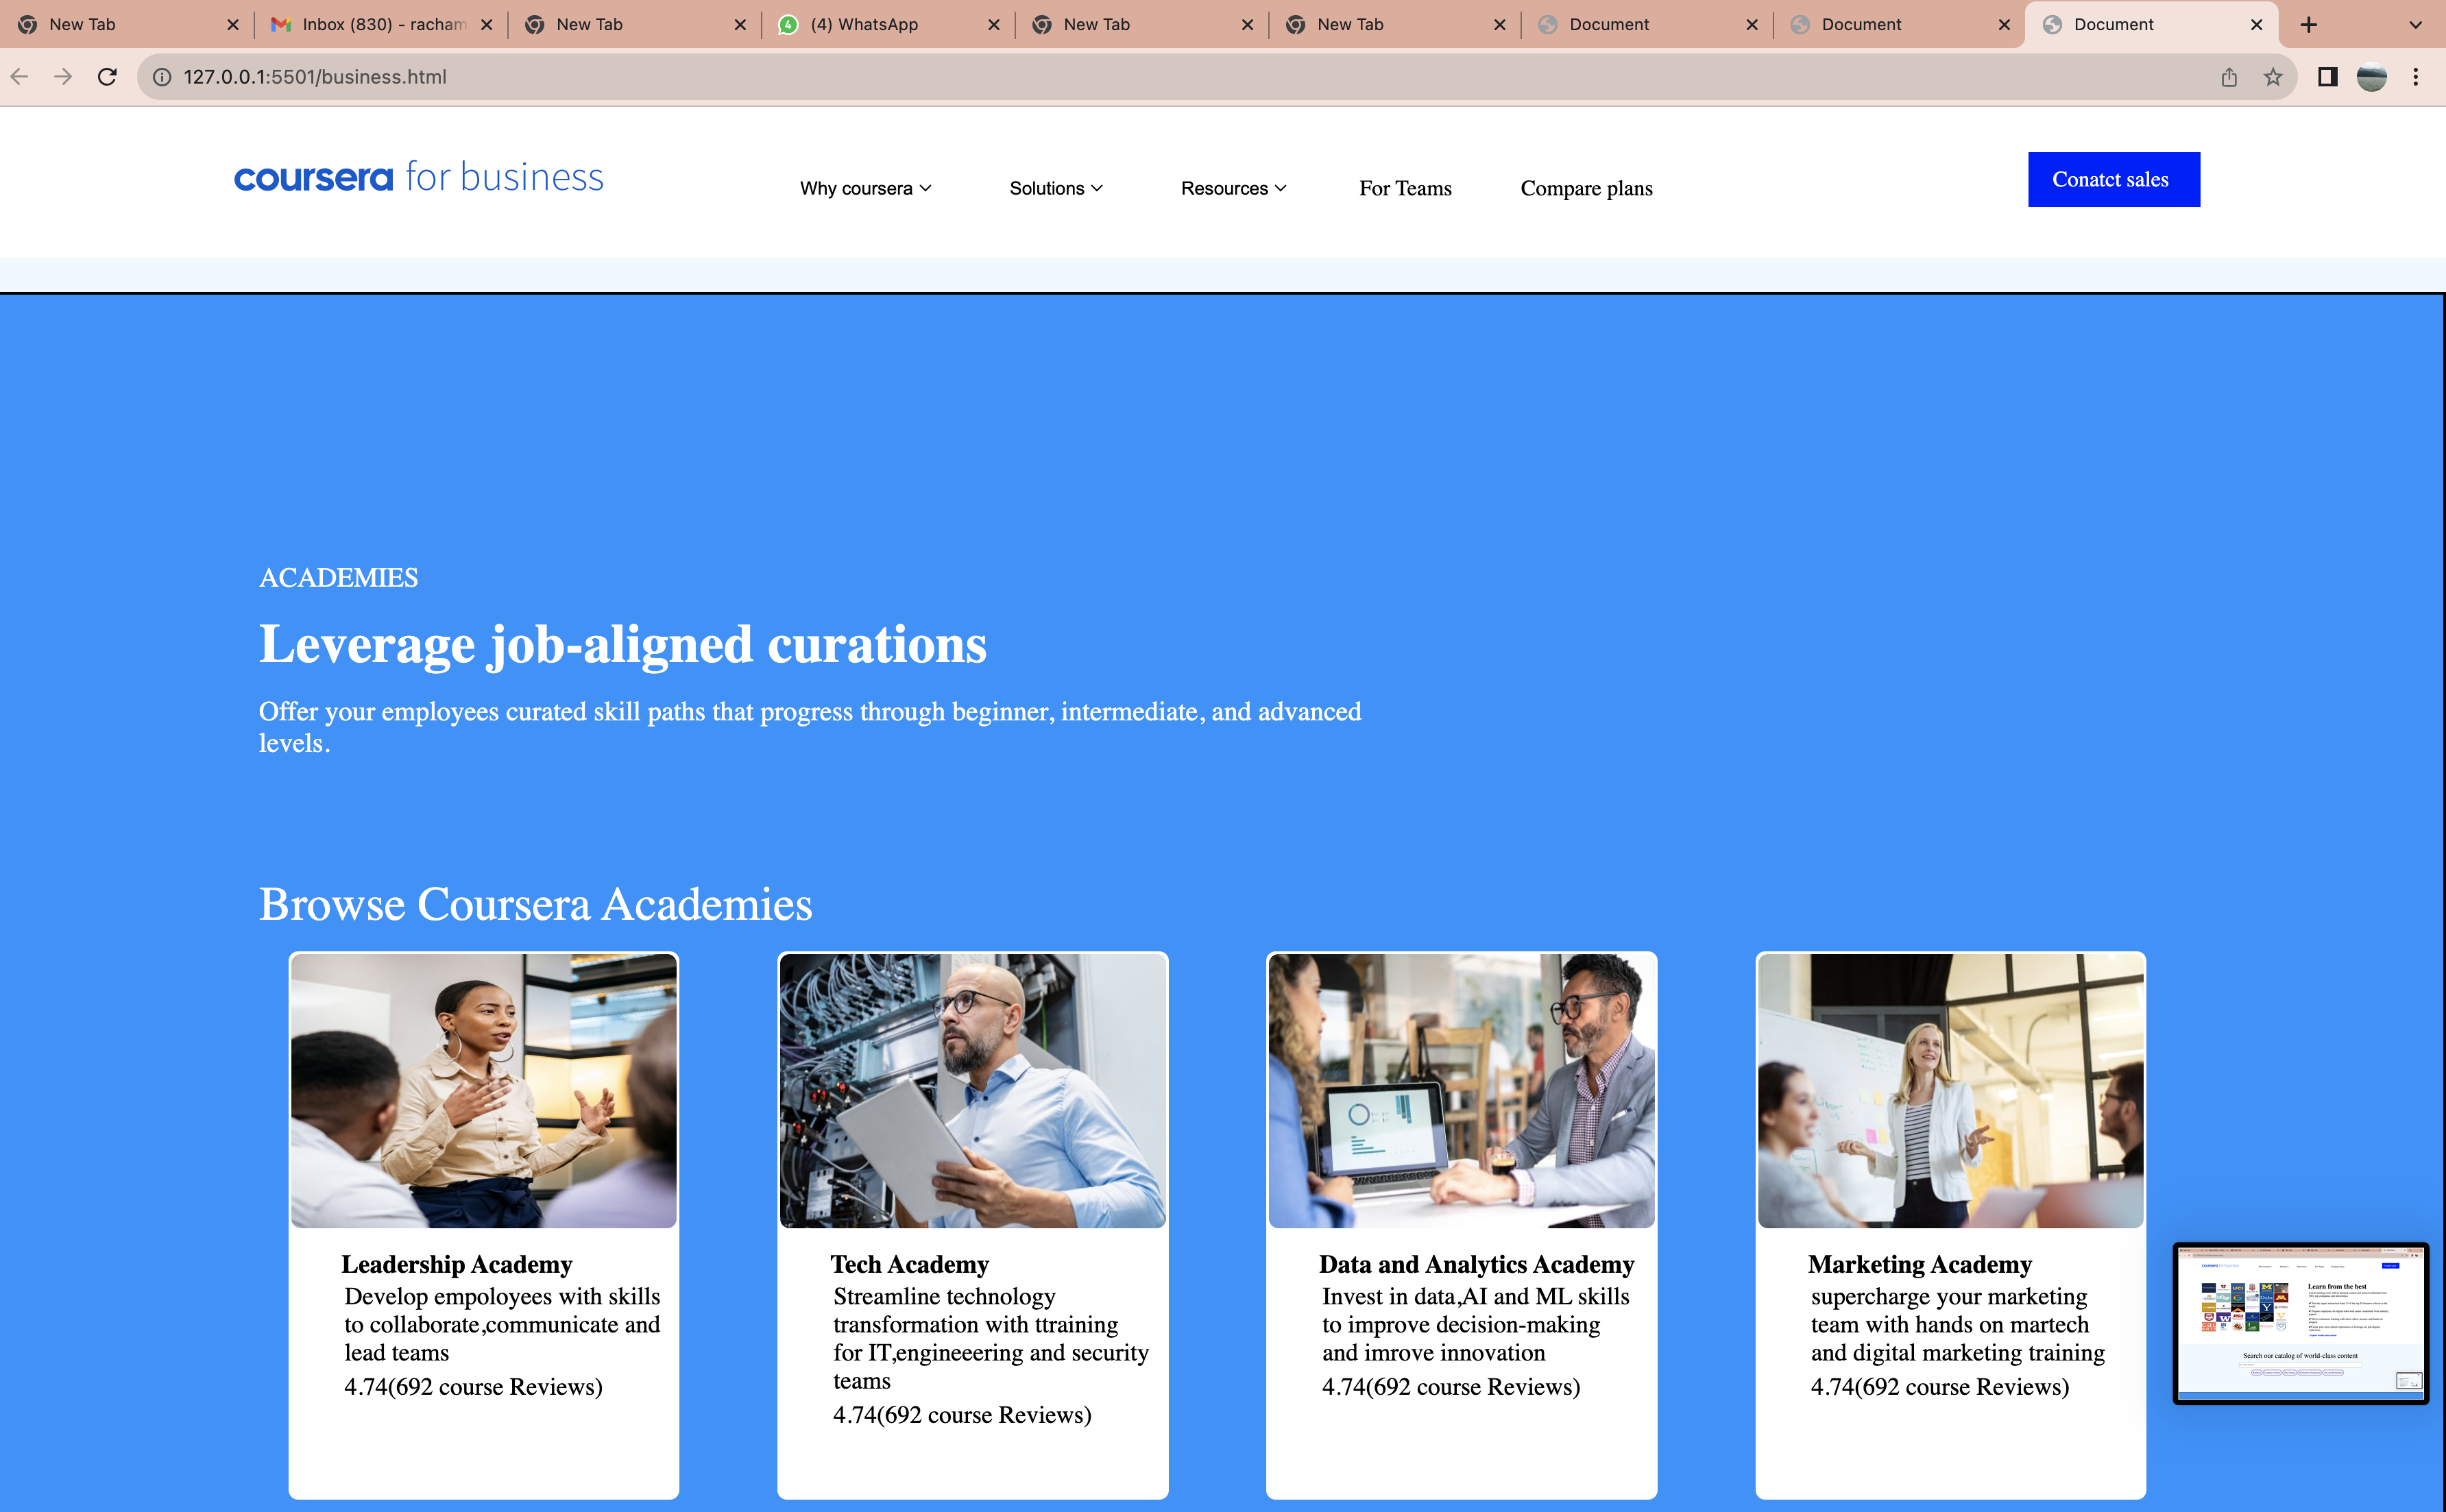 New Tab
Inbox (830) - racham
New Tab
4
(4) WhatsApp
New Tab
New Tab
Document
Document
Document
127.0.0.1:5501/business.html
coursera for business
Why coursera
Solutions
Resources
For Teams
Compare plans
Conatct sales
ACADEMIES
Leverage job-aligned curations
Offer your employees curated skill paths that progress through beginner, intermediate, and advanced
levels.
Browse Coursera Academies
Leadership Academy
Develop empoloyees with skills
to collaborate,communicate and
lead teams
4.74(692 course Reviews)
Tech Academy
Streamline technology
transformation with ttraining
for IT,engineeering and security
teams
4.74(692 course Reviews)
Data and Analytics Academy
Invest in data,AI and ML skills
to improve decision-making
and imrove innovation
4.74(692 course Reviews)
Marketing Academy
supercharge your marketing
team with hands on martech
and digital marketing training
4.74(692 course Reviews)
Learn from the best
Search our catalog of world-class content